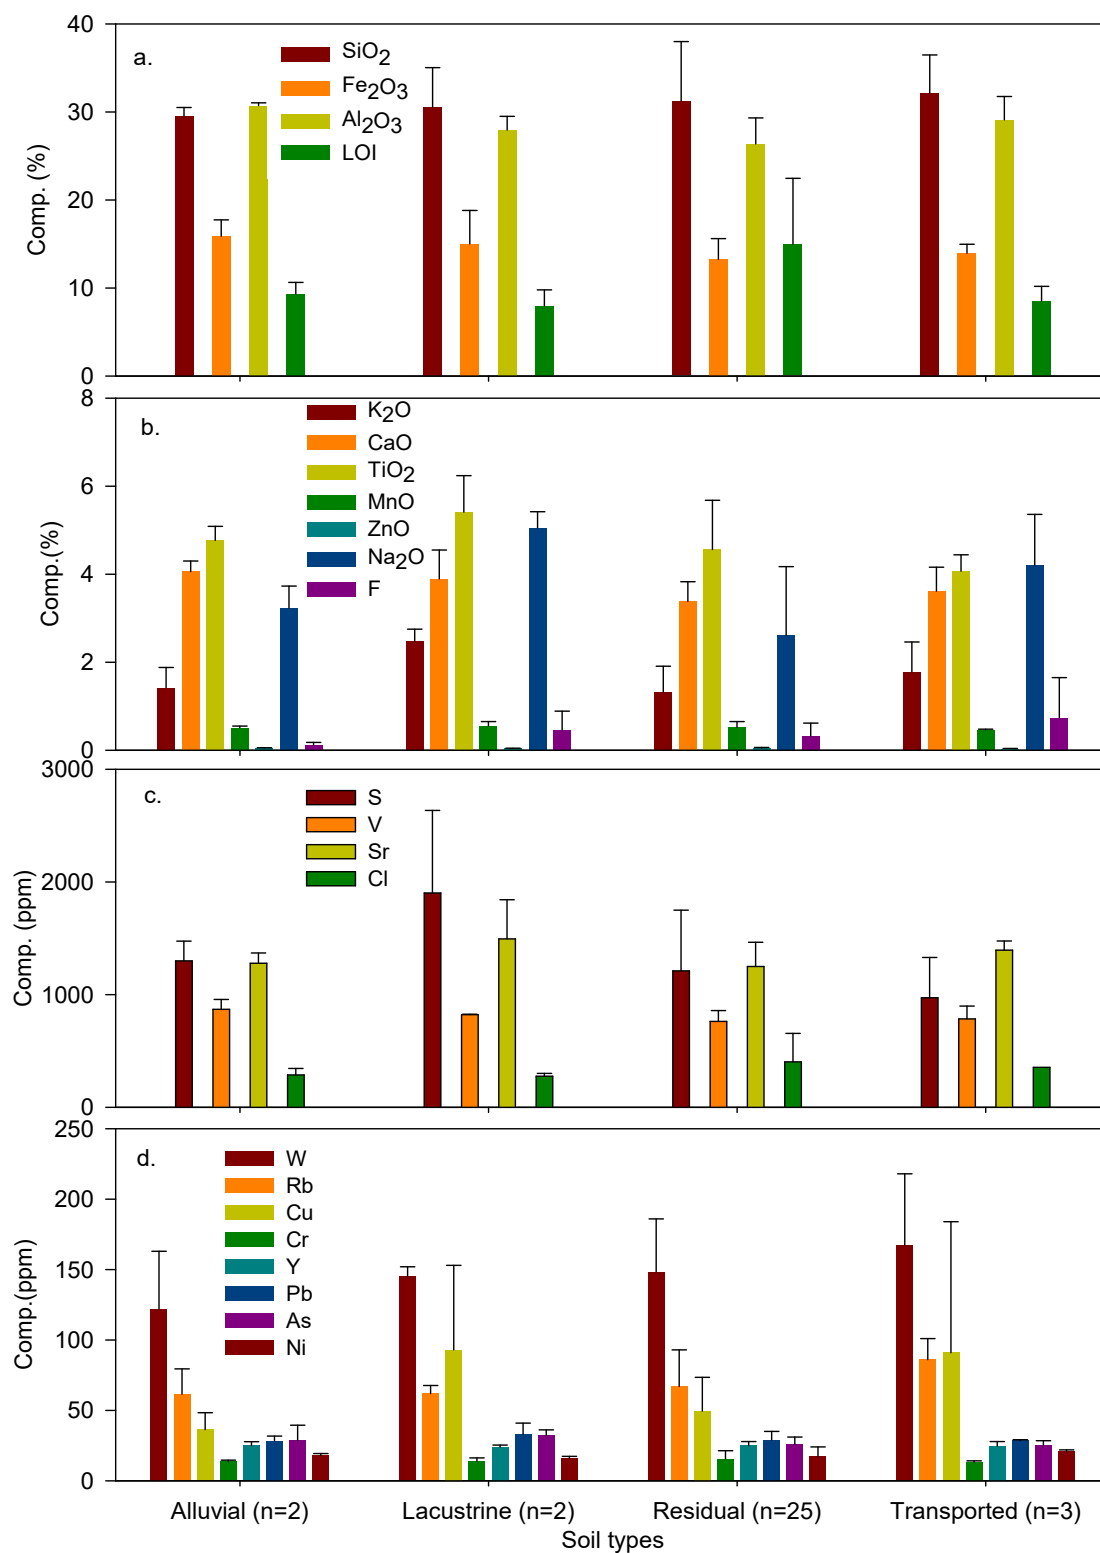 40
30
20
10
0
Comp. (%)
a.
SiO2
Fe2O3
Al2O3
LOI
8
6
4
2
0
Comp.(%)
b.
K2O
CaO
TiO2
MnO
ZnO
Na2O
F
3000
2000
1000
0
Comp. (ppm)
c.
S
V
Sr
Cl
250
200
150
100
50
0
Comp.(ppm)
d.
W
Rb
Cu
Cr
Y
Pb
As
Ni
Alluvial (n=2) Lacustrine (n=2) Residual (n=25) Transported (n=3)
Soil types